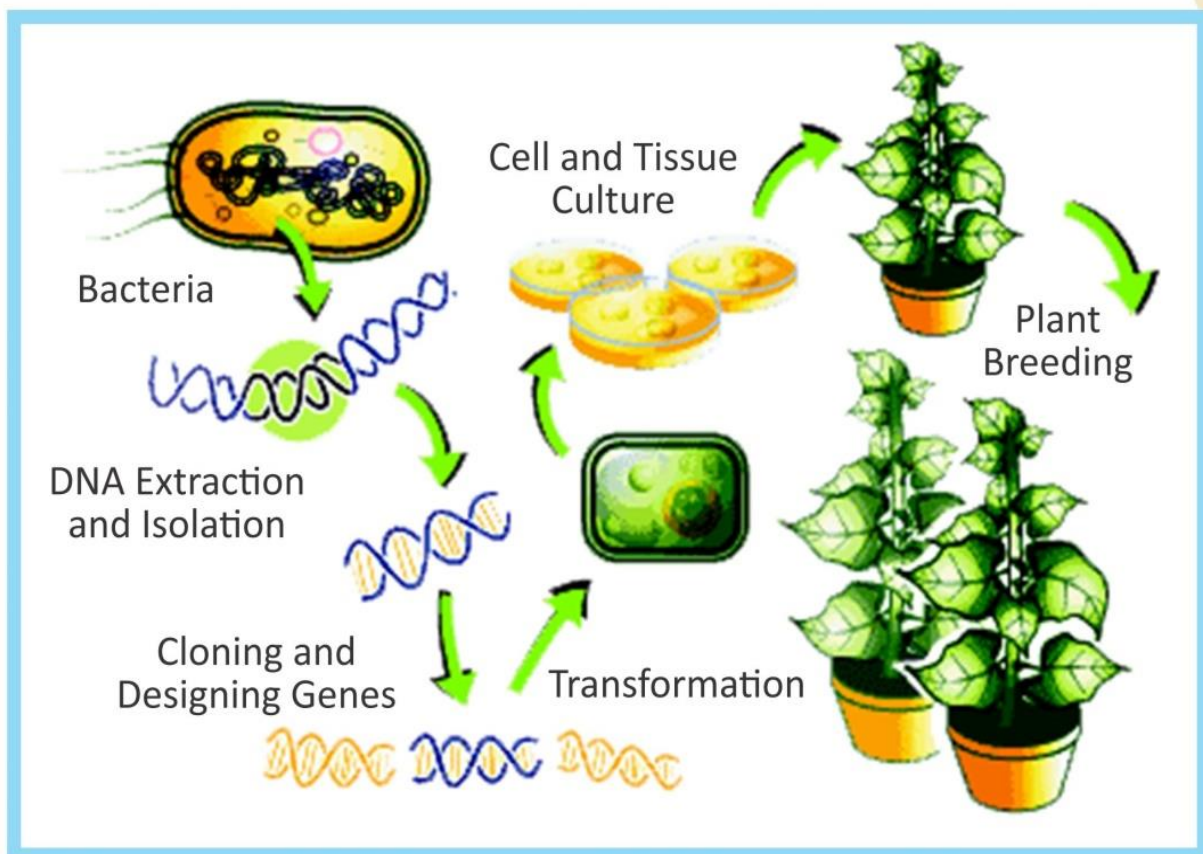 Bacteria
DNA Extraction
and Isolation
Cloning and
Designing Genes
Transformation
Cell and Tissue
Culture
Plant
Breeding